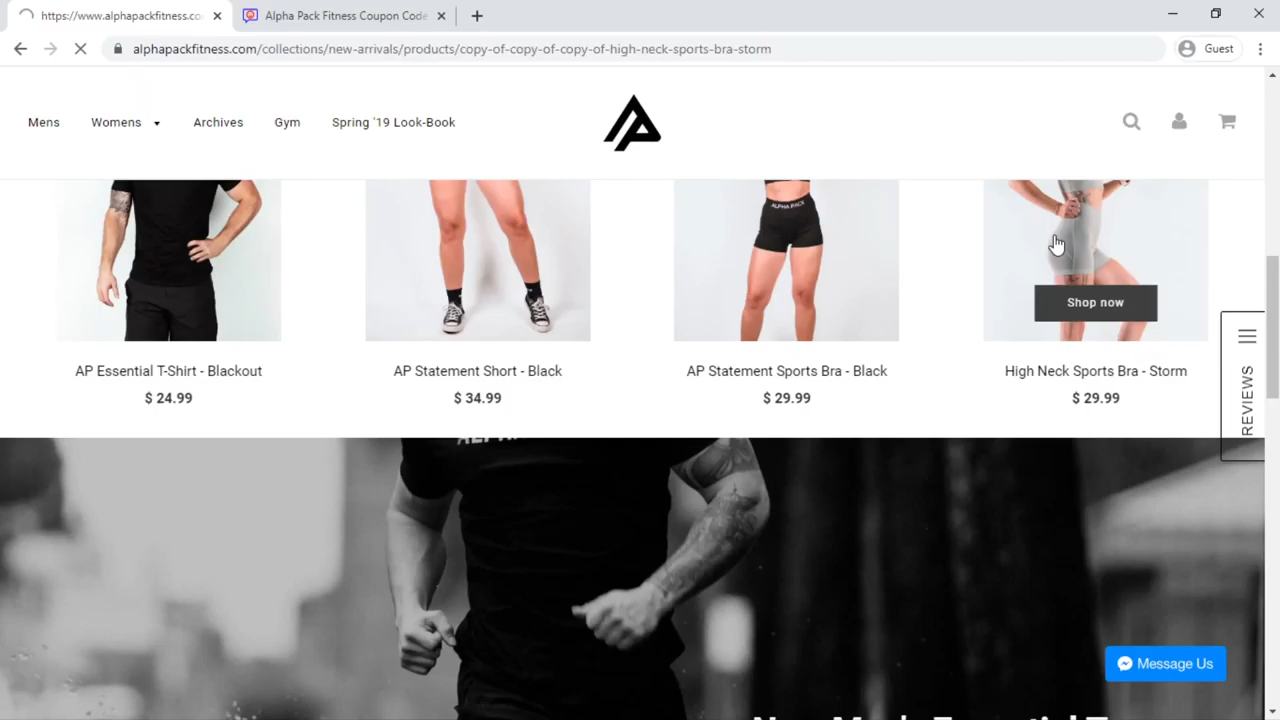 https://www.alphapackfitness.co
Alpha Pack Fitness Coupon Code
alphapackfitness.com/collections/new-arrivals/products/copy-of-copy-of-copy-of-high-neck-sports-bra-storm
Guest
Mens
Womens
Archives
Gym
Spring '19 Look-Book
ALPHA PACK
Shop now
AP Essential T-Shirt - Blackout
AP Statement Short - Black
AP Statement Sports Bra - Black
High Neck Sports Bra - Storm
$ 24.99
$ 34.99
$ 29.99
$ 29.99
REVIEWS
Message Us